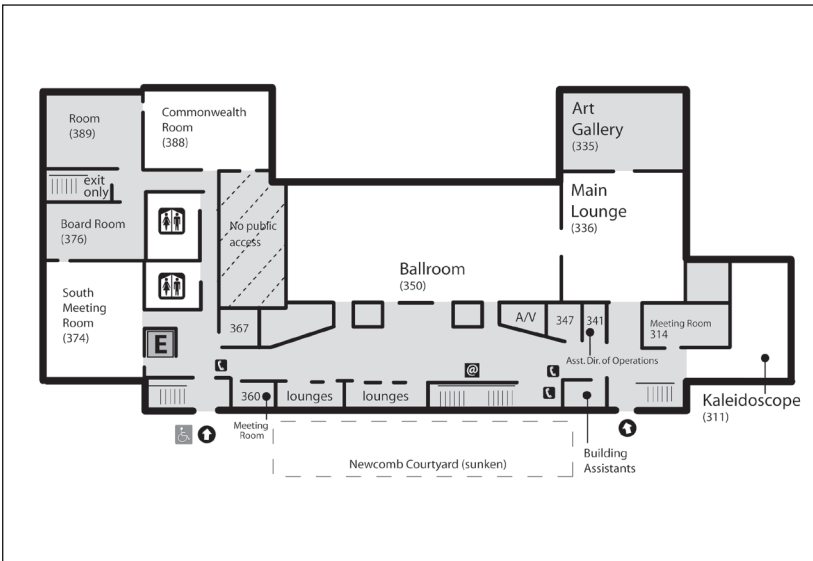 Room
(389)
Commonwealth
Room
(388)
exit
only
Board Room
(376)
No public
access
South
Meeting
Room
(374)
E
367
360
Meeting
Room
lounges
lounges
Ballroom
(350)
@
A/V
347
341
Asst. Dir. of Operations
Art
Gallery
(335)
Main
Lounge
(336)
Meeting Room
314
Kaleidoscope
(311)
Building
Assistants
Newcomb Courtyard (sunken)